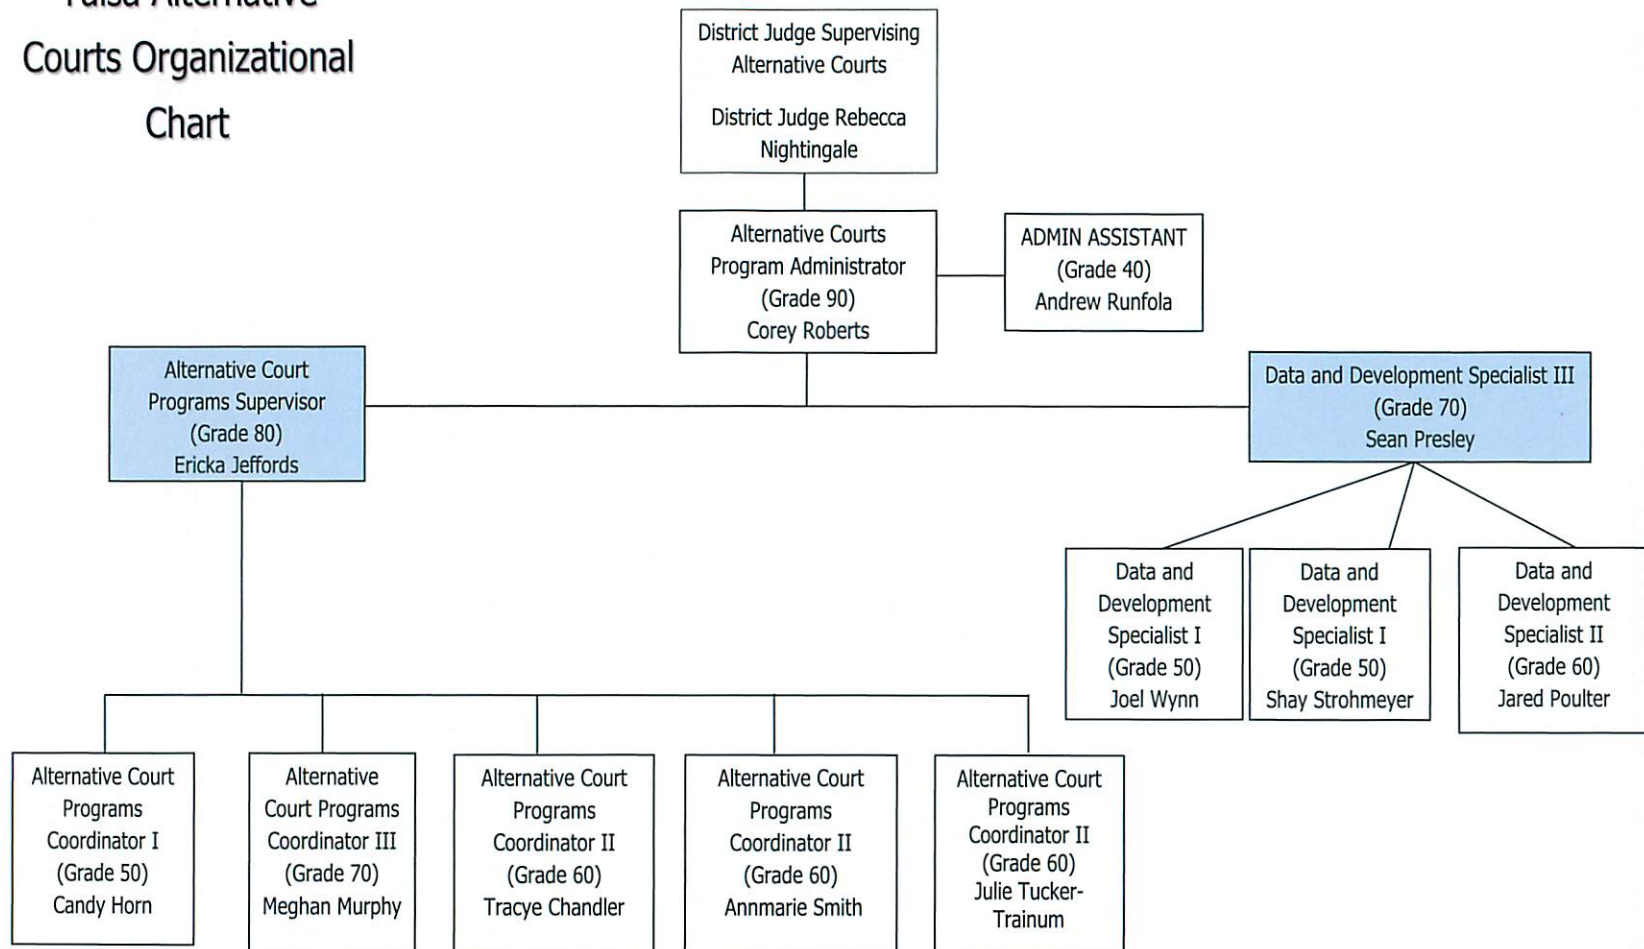 Tulsa Alternative
Courts Organizational
Chart
District Judge Supervising
Alternative Courts
District Judge Rebecca
Nightingale
Alternative Courts
Program Administrator
(Grade 90)
Corey Roberts
ADMIN ASSISTANT
(Grade 40)
Andrew Runfola
Alternative Court
Programs Supervisor
(Grade 80)
Ericka Jeffords
Data and Development Specialist III
(Grade 70)
Sean Presley
Data and
Development
Specialist I
(Grade 50)
Joel Wynn
Data and
Development
Specialist I
(Grade 50)
Shay Strohmeyer
Data and
Development
Specialist II
(Grade 60)
Jared Poulter
Alternative Court
Programs
Coordinator I
(Grade 50)
Candy Horn
Alternative
Court Programs
Coordinator III
(Grade 70)
Meghan Murphy
Alternative Court
Programs
Coordinator II
(Grade 60)
Tracye Chandler
Alternative Court
Programs
Coordinator II
(Grade 60)
Annmarie Smith
Alternative Court
Programs
Coordinator II
(Grade 60)
Julie Tucker-
Trainum